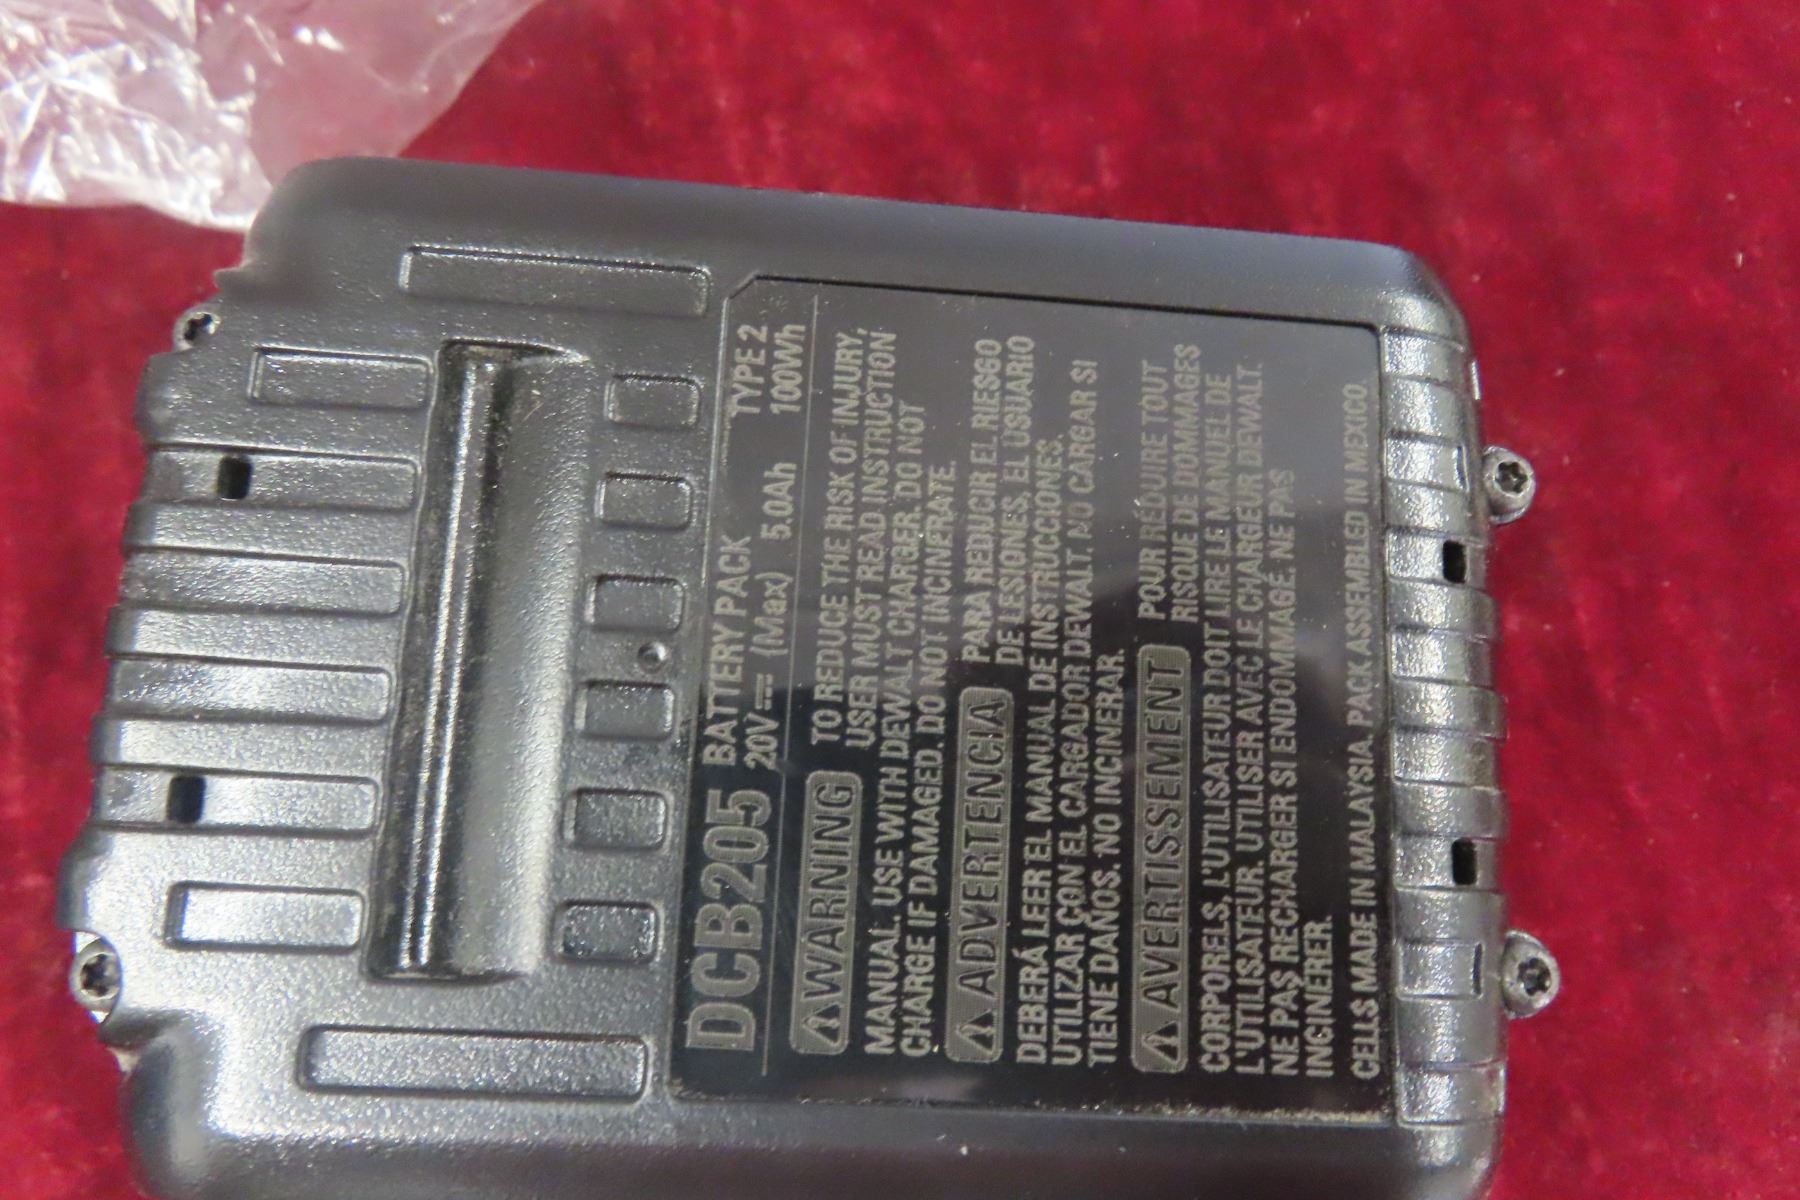 DCB205 BATTERY PACK TYPE 2
20V⎓ (Max) 5.0Ah 100Wh
⚠ WARNING TO REDUCE THE RISK OF INJURY,
USER MUST READ INSTRUCTION
MANUAL. USE WITH DEWALT CHARGER. DO NOT
CHARGE IF DAMAGED. DO NOT INCINERATE.
⚠ ADVERTENCIA PARA REDUCIR EL RIESGO
DE LESIONES, EL USUARIO
DEBERÁ LEER EL MANUAL DE INSTRUCCIONES.
UTILIZAR CON EL CARGADOR DEWALT. NO CARGAR SI
TIENE DAÑOS. NO INCINERAR.
⚠ AVERTISSEMENT POUR RÉDUIRE TOUT
RISQUE DE DOMMAGES
CORPORELS, L'UTILISATEUR DOIT LIRE LE MANUEL DE
L'UTILISATEUR. UTILISER AVEC LE CHARGEUR DEWALT.
NE PAS RECHARGER SI ENDOMMAGÉ. NE PAS
INCINERER.
CELLS MADE IN MALAYSIA. PACK ASSEMBLED IN MEXICO.